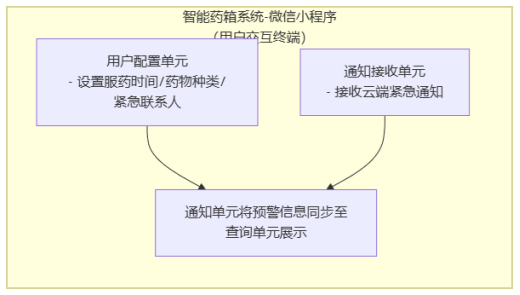 智能药箱系统-微信小程序
（用户交互终端）
用户配置单元
- 设置服药时间/药物种类/
紧急联系人
通知接收单元
- 接收云端紧急通知
通知单元将预警信息同步至
查询单元展示